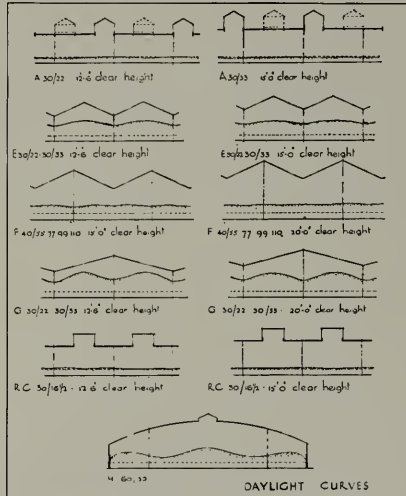 A 30/22 12'-6" clear height
A 30/33 15'-0" clear height
E 30/22-30/33 12'-6 clear height
E 30/22 30/33 15'-0" clear height
F 40/55 77 99 110 15'0" clear height
F 40/55 77 99 110 20'-0" clear height
G 30/22 30/33 12'-6" clear height
G 30/22 30/33 - 20'-0" clear height
RC 30/16½ - 12'6" clear height
RC 30/16½ - 15'0" clear height
DAYLIGHT CURVES